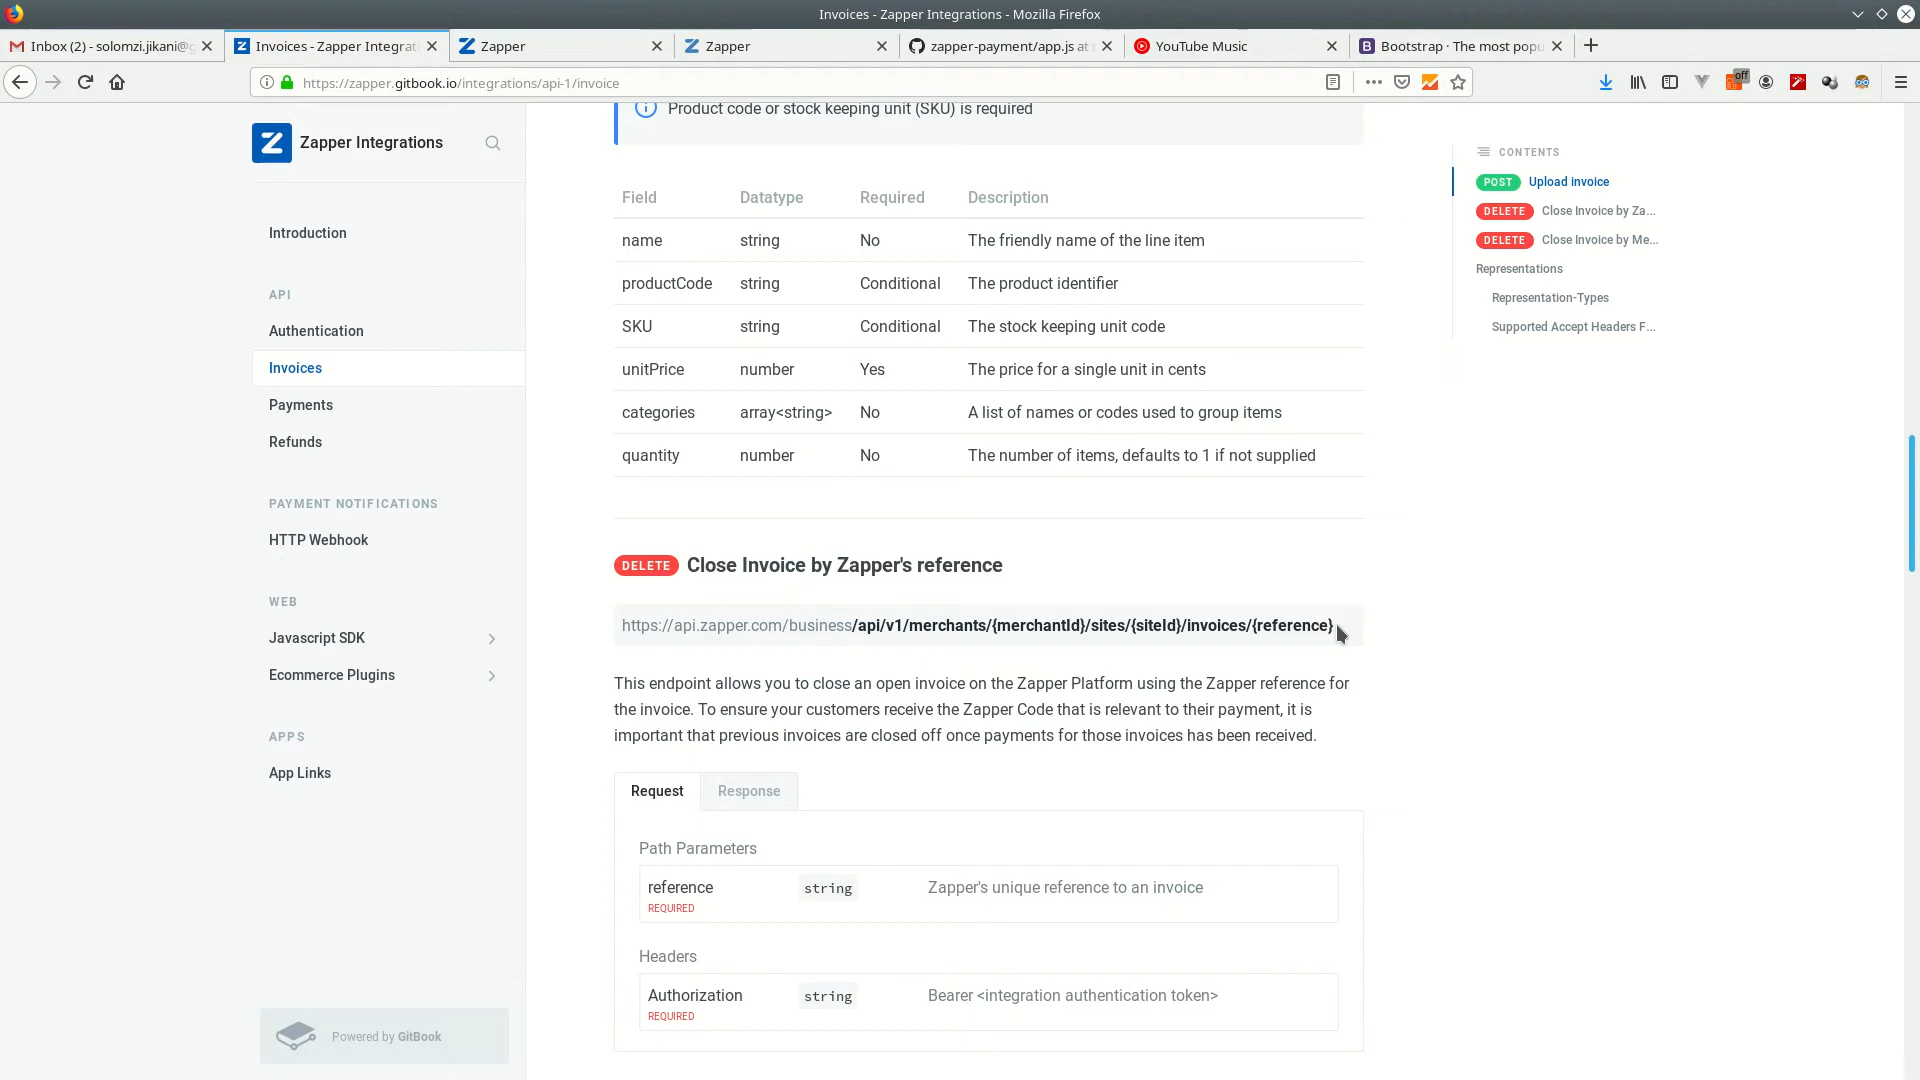 Invoices - Zapper Integrations - Mozilla Firefox
Inbox (2) - solomzi.jikani@g
Invoices - Zapper Integrat
Zapper
Zapper
zapper-payment/app.js at
YouTube Music
Bootstrap · The most popu
https://zapper.gitbook.io/integrations/api-1/invoice
off
Zapper Integrations
Introduction
API
Authentication
Invoices
Payments
Refunds
PAYMENT NOTIFICATIONS
HTTP Webhook
WEB
Javascript SDK
Ecommerce Plugins
APPS
App Links
Powered by GitBook
Product code or stock keeping unit (SKU) is required
Field Datatype Required Description
name string No The friendly name of the line item
productCode string Conditional The product identifier
SKU string Conditional The stock keeping unit code
unitPrice number Yes The price for a single unit in cents
categories array<string> No A list of names or codes used to group items
quantity number No The number of items, defaults to 1 if not supplied
DELETE Close Invoice by Zapper's reference
https://api.zapper.com/business/api/v1/merchants/{merchantId}/sites/{siteId}/invoices/{reference}
This endpoint allows you to close an open invoice on the Zapper Platform using the Zapper reference for
the invoice. To ensure your customers receive the Zapper Code that is relevant to their payment, it is
important that previous invoices are closed off once payments for those invoices has been received.
Request Response
Path Parameters
reference string Zapper's unique reference to an invoice
REQUIRED
Headers
Authorization string Bearer <integration authentication token>
REQUIRED
CONTENTS
POST Upload invoice
DELETE Close Invoice by Za...
DELETE Close Invoice by Me...
Representations
Representation-Types
Supported Accept Headers F...